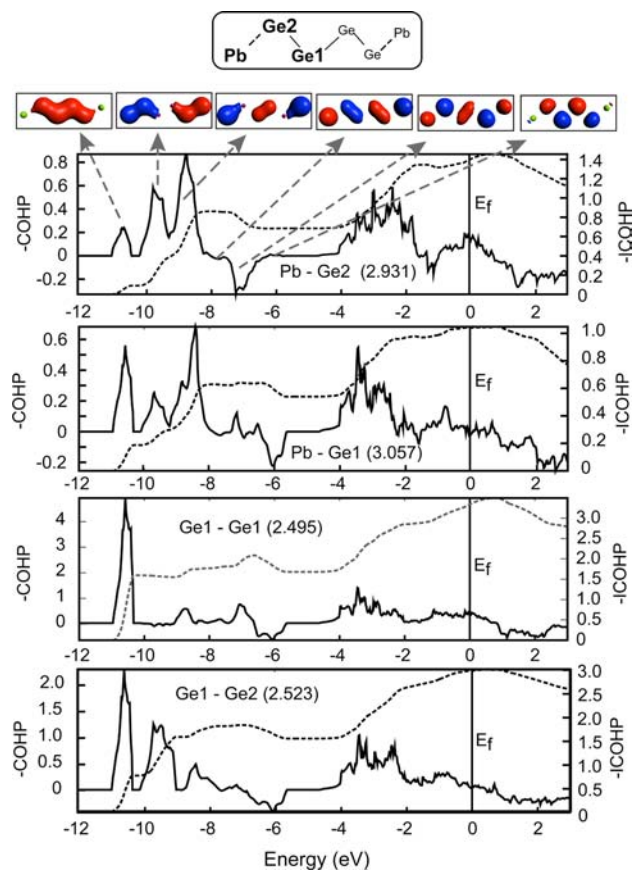 Ge2
Ge
Pb
Pb
Ge1
Ge
0.8
0.6
0.4
0.2
0
-0.2
-COHP
1.4
1.2
1.0
0.8
0.6
0.4
0.2
0
-ICOHP
Ef
Pb - Ge2 (2.931)
-12 -10 -8 -6 -4 -2 0 2
0.6
0.4
0.2
0
-0.2
-COHP
1.0
0.8
0.6
0.4
0.2
0
-ICOHP
Ef
Pb - Ge1 (3.057)
-12 -10 -8 -6 -4 -2 0 2
4
3
2
1
0
-COHP
3.0
2.5
2.0
1.5
1.0
0.5
0
-ICOHP
Ge1 - Ge1 (2.495)
Ef
-12 -10 -8 -6 -4 -2 0 2
2.0
1.5
1.0
0.5
0
-COHP
3.0
2.5
2.0
1.5
1.0
0.5
0.0
-ICOHP
Ge1 - Ge2 (2.523)
Ef
-12 -10 -8 -6 -4 -2 0 2
Energy (eV)